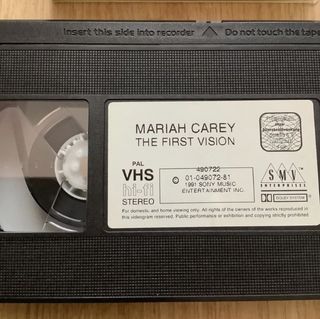 Insert this side into recorder Do not touch the tape
MARIAH CAREY
THE FIRST VISION
PAL
VHS
hi-fi
STEREO
490722
© 01-049072-81
1991 SONY MUSIC
ENTERTAINMENT INC.
SMV
ENTERPRISES
DOLBY SYSTEM
For domestic and home viewing only. All rights of the owners of the works reproduced in
this videogram reserved. Public performance or exhibition and copying strictly prohibited.